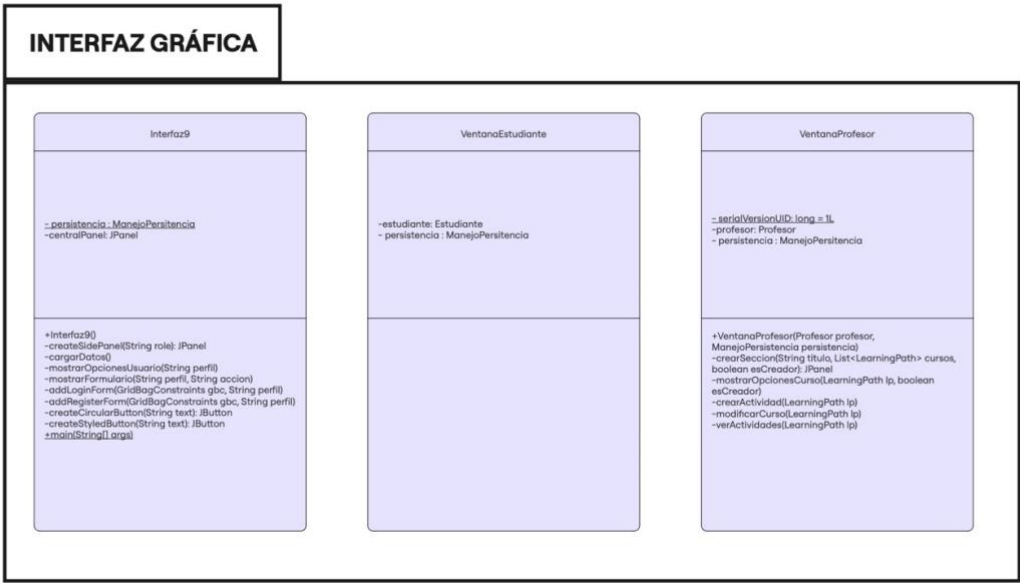 INTERFAZ GRÁFICA
Interfaz9
- persistencia : ManejoPersitencia
-centralPanel: JPanel
+Interfaz9()
-createSidePanel(String role): JPanel
-cargarDatos()
-mostrarOpcionesUsuario(String perfil)
-mostrarFormulario(String perfil, String accion)
-addLoginForm(GridBagConstraints gbc, String perfil)
-addRegisterForm(GridBagConstraints gbc, String perfil)
-createCircularButton(String text): JButton
-createStyledButton(String text): JButton
+main(String[] args)
VentanaEstudiante
-estudiante: Estudiante
- persistencia : ManejoPersitencia
VentanaProfesor
- serialVersionUID: long = 1L
-profesor: Profesor
- persistencia : ManejoPersitencia
+VentanaProfesor(Profesor profesor,
ManejoPersistencia persistencia)
-crearSeccion(String titulo, List<LearningPath> cursos,
boolean esCreador): JPanel
-mostrarOpcionesCurso(LearningPath lp, boolean
esCreador)
-crearActividad(LearningPath lp)
-modificarCurso(LearningPath lp)
-verActividades(LearningPath lp)